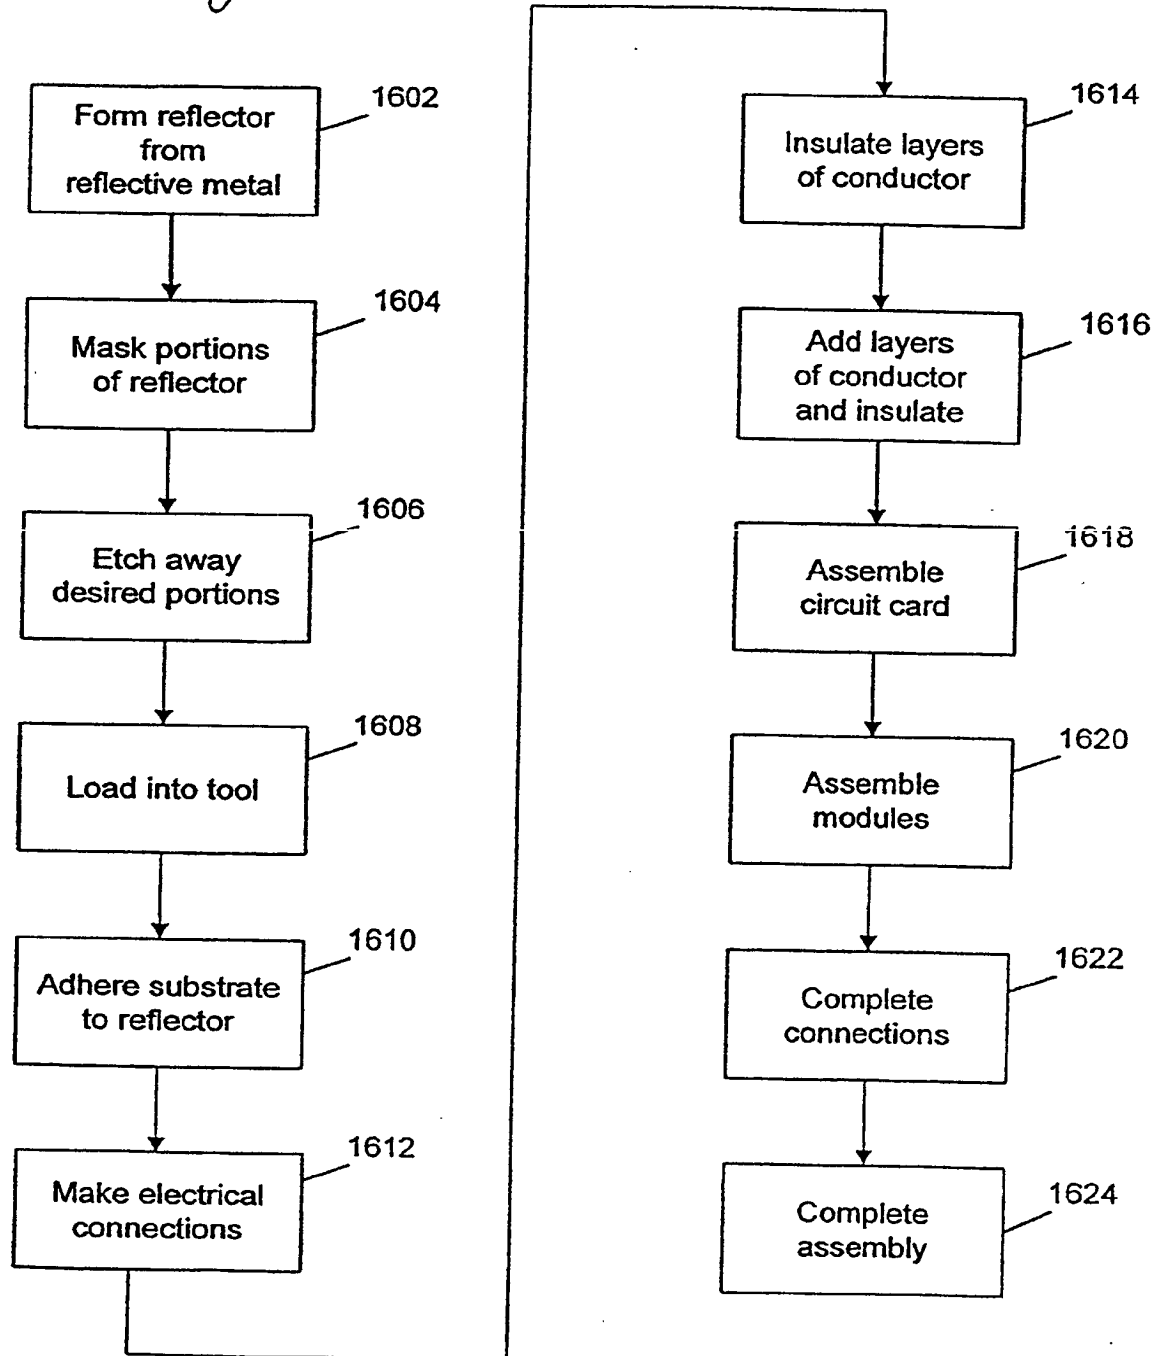 1602
Form reflector
from
reflective metal
1604
Mask portions
of reflector
1606
Etch away
desired portions
1608
Load into tool
1610
Adhere substrate
to reflector
1612
Make electrical
connections
1614
Insulate layers
of conductor
1616
Add layers
of conductor
and insulate
1618
Assemble
circuit card
1620
Assemble
modules
1622
Complete
connections
1624
Complete
assembly